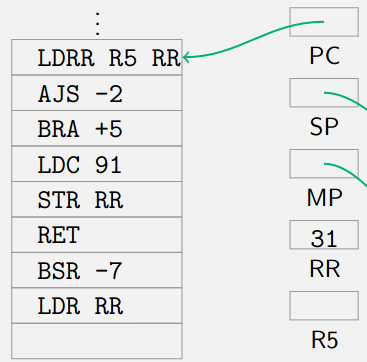 ⋮
LDRR R5 RR
AJS -2
BRA +5
LDC 91
STR RR
RET
BSR -7
LDR RR
PC
SP
MP
31
RR
R5